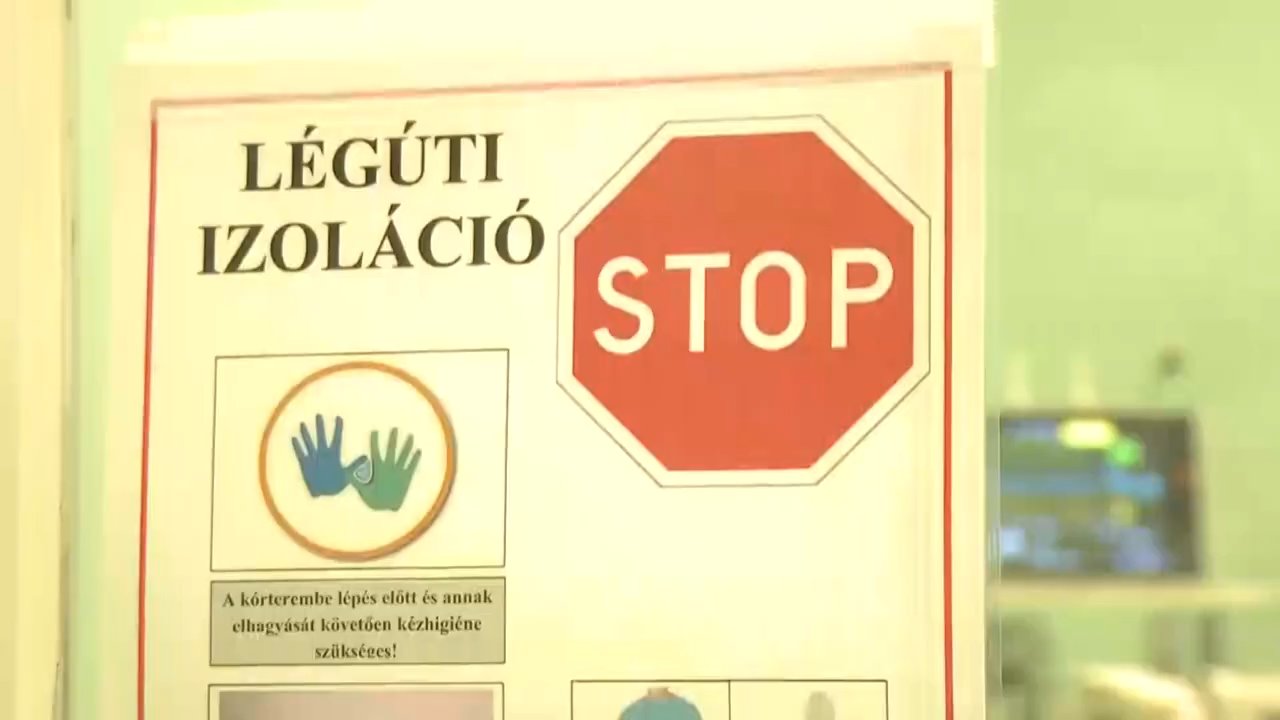 LÉGÚTI
IZOLÁCIÓ
STOP
A kórterembe lépés előtt és annak
elhagyását követően kézhigiéne
szükséges!